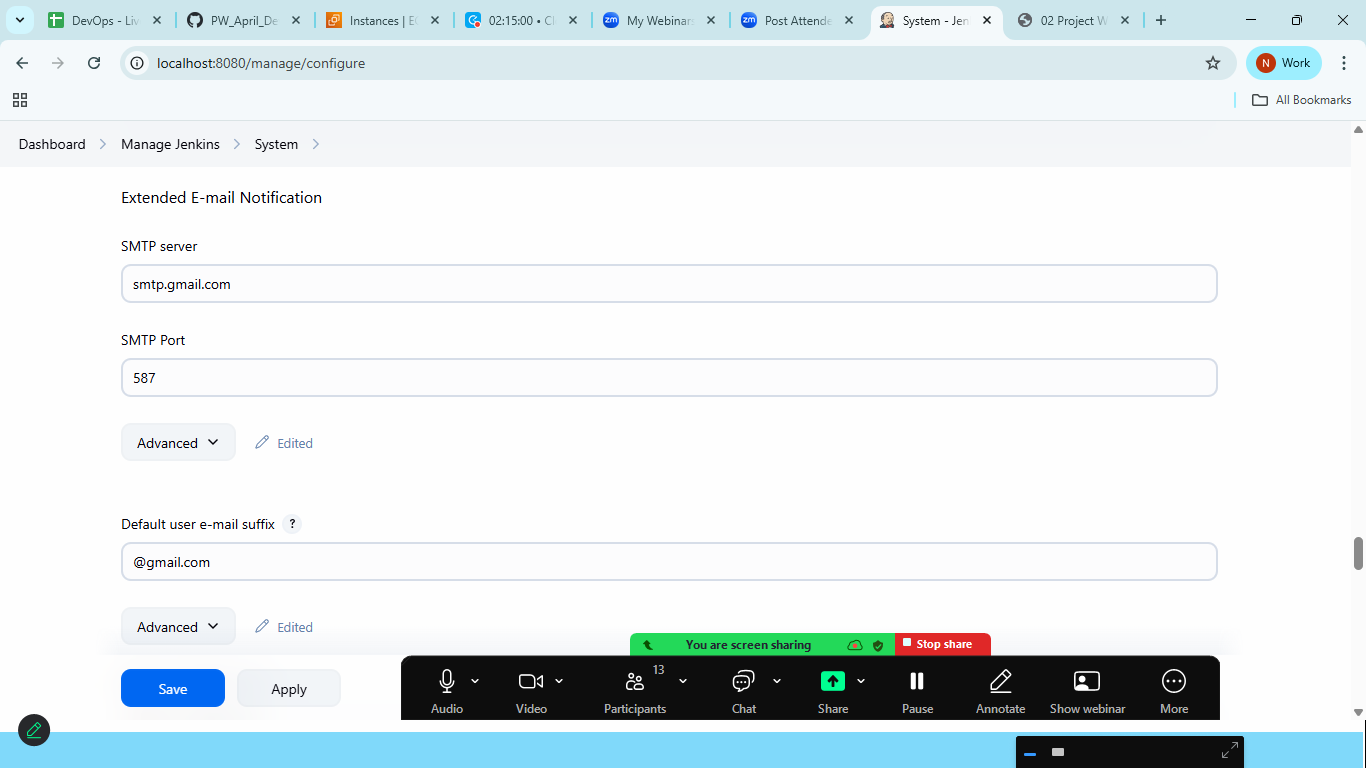 DevOps - Liv
PW_April_De
Instances | E
02:15:00 • Cl
My Webinars
Post Attende
System - Jen
02 Project W
localhost:8080/manage/configure
N Work
All Bookmarks
Dashboard Manage Jenkins System
Extended E-mail Notification
SMTP server
smtp.gmail.com
SMTP Port
587
Advanced Edited
Default user e-mail suffix ?
@gmail.com
Advanced Edited
You are screen sharing Stop share
Save Apply
13
Audio Video Participants Chat Share Pause Annotate Show webinar More